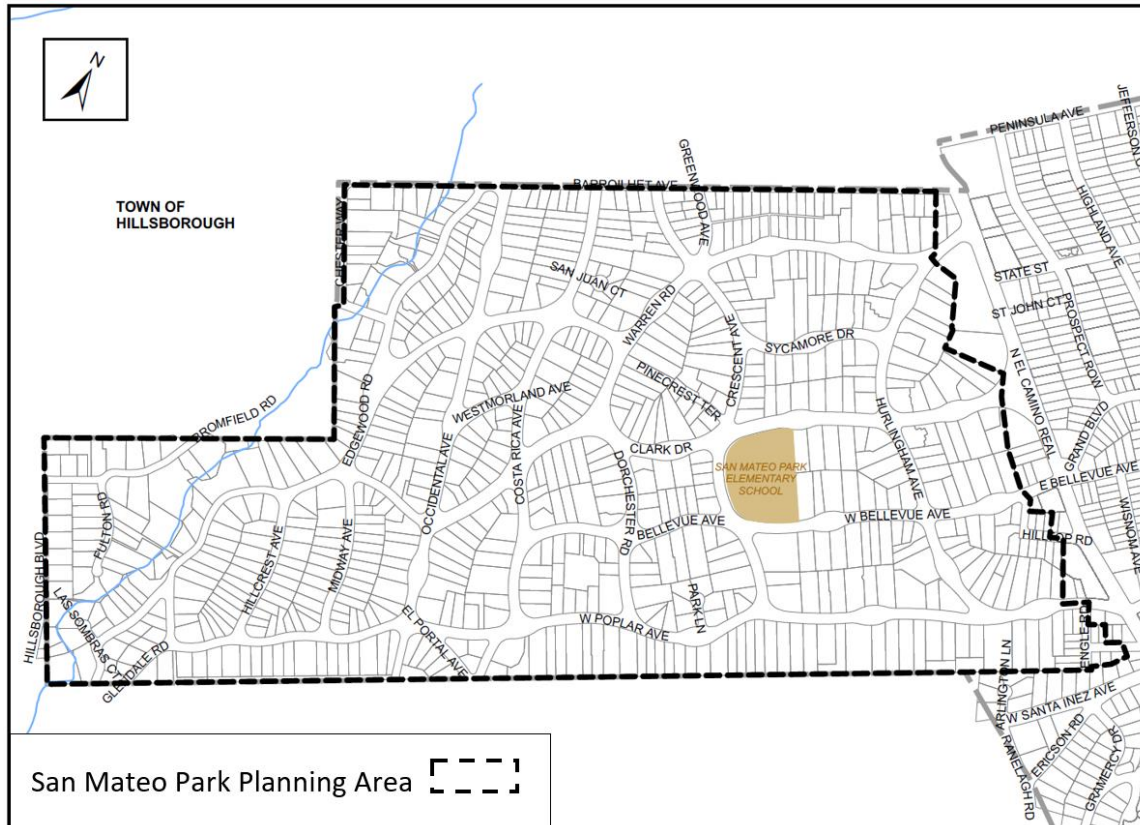 N
TOWN OF
HILLSBOROUGH
PENINSULA AVE
HIGHLAND AVE
GREENWOOD AVE
BARROILHET AVE
CHESTER WAY
STATE ST
ST JOHN CT
PROSPECT ROW
SAN JUAN CT
WARREN RD
CRESCENT AVE
SYCAMORE DR
N EL CAMINO REAL
PINECREST TER
EDGEWOOD RD
WESTMORLAND AVE
COSTA RICA AVE
HURLINGHAM AVE
GRAND BLVD
BROMFIELD RD
OCCIDENTAL AVE
CLARK DR
DORCHESTER RD
SAN MATEO PARK
ELEMENTARY
SCHOOL
E BELLEVUE AVE
BELLEVUE AVE
W BELLEVUE AVE
WISNOM AVE
FULTON RD
HILLCREST AVE
MIDWAY AVE
HILLTOP RD
HILLSBOROUGH BLVD
LAS SOMBRAS CT
GLENDALE RD
EL PORTAL AVE
W POPLAR AVE
PARK LN
ENGLE RD
ARLINGTON LN
W SANTA INEZ AVE
RANELAGH RD
ERICSON RD
GRAMERCY DR
San Mateo Park Planning Area